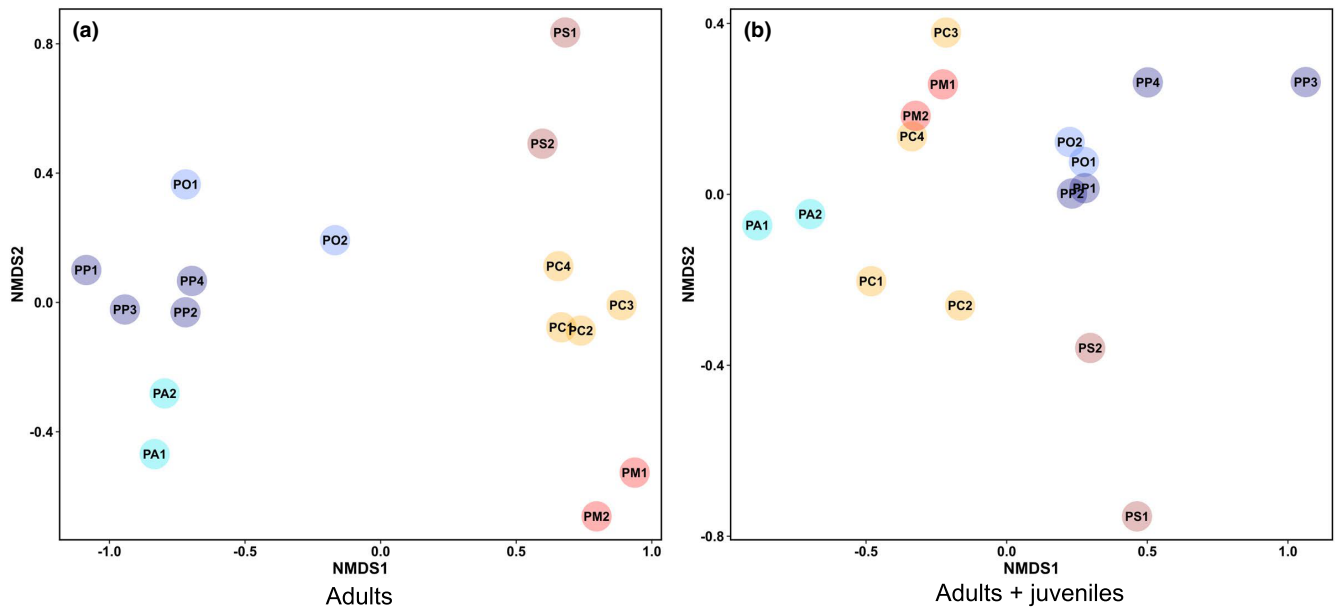 (a)
PS1
0.8
PS2
0.4
PO1
PO2
PP1
PP4
PC4
0.0
PP3
PP2
PC3
PC1
PC2
PA2
-0.4
PA1
PM1
PM2
NMDS2
-1.0
-0.5
0.0
0.5
1.0
NMDS1
Adults
(b)
0.4
PC3
PM1
PP4
PP3
PM2
PC4
PO2
PO1
0.0
PP1
PP2
PA1
PA2
PC1
PC2
PS2
-0.4
PS1
-0.8
NMDS2
-0.5
0.0
0.5
1.0
NMDS1
Adults + juveniles